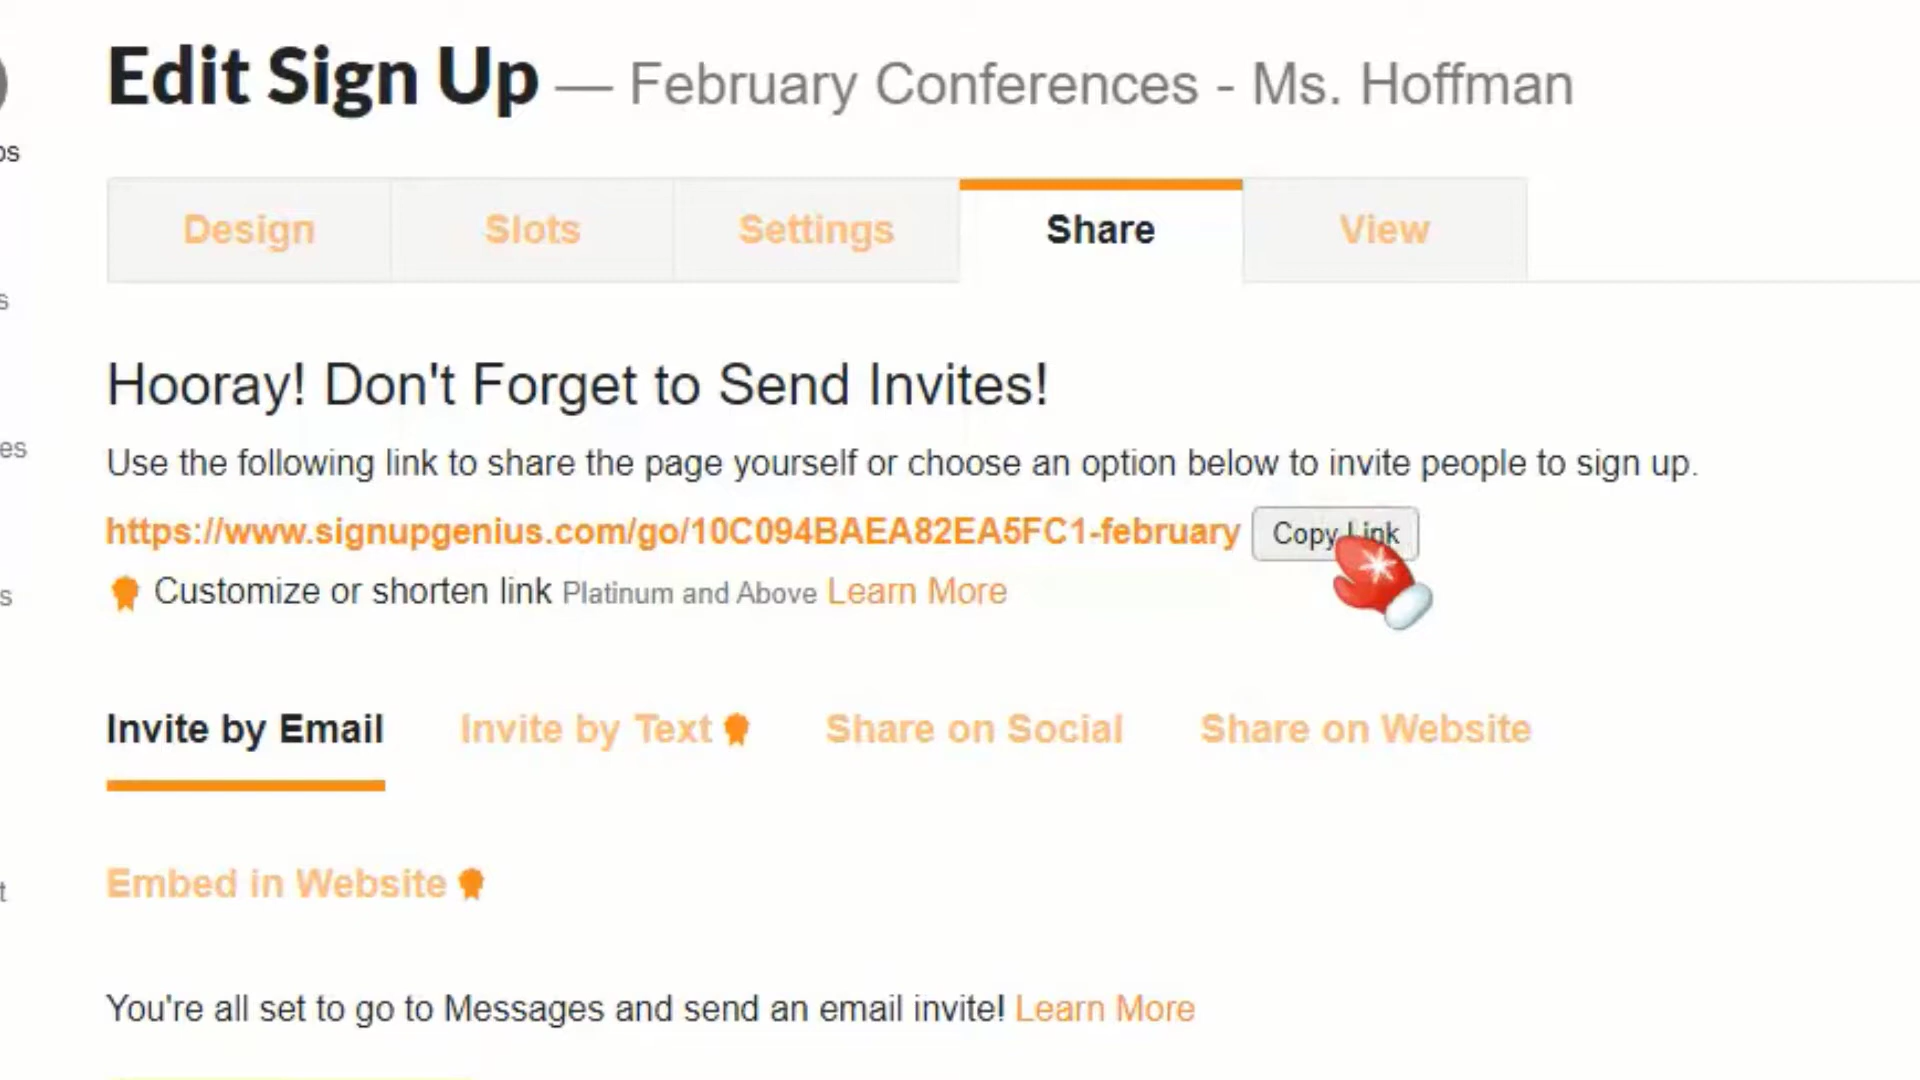 Edit Sign Up — February Conferences - Ms. Hoffman
Design Slots Settings Share View
Hooray! Don't Forget to Send Invites!
Use the following link to share the page yourself or choose an option below to invite people to sign up.
https://www.signupgenius.com/go/10C094BAEA82EA5FC1-february Copy Link
Customize or shorten link Platinum and Above Learn More
Invite by Email Invite by Text Share on Social Share on Website
Embed in Website
You're all set to go to Messages and send an email invite! Learn More